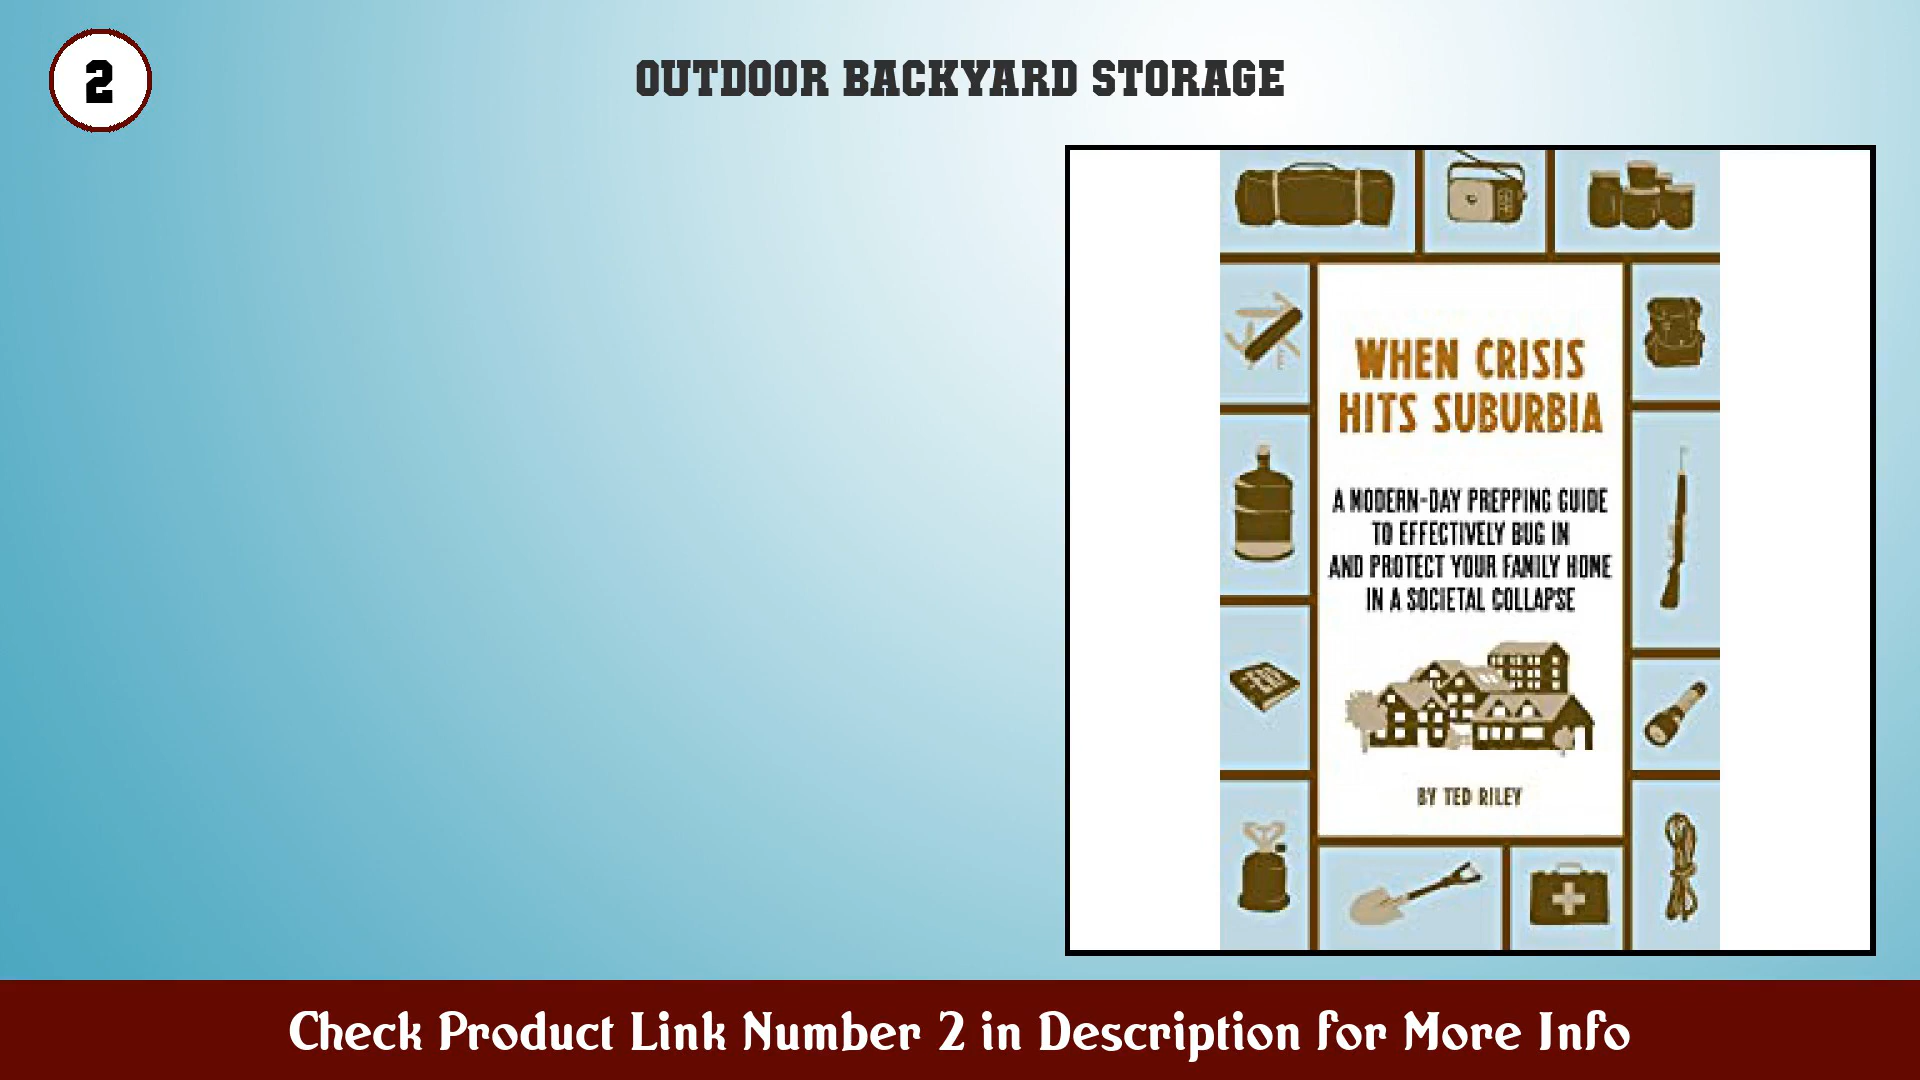 2
OUTDOOR BACKYARD STORAGE
WHEN CRISIS
HITS SUBURBIA
A MODERN-DAY PREPPING GUIDE
TO EFFECTIVELY BUG IN
AND PROTECT YOUR FAMILY HOME
IN A SOCIETAL COLLAPSE
BY TED RILEY
Check Product Link Number 2 in Description for More Info